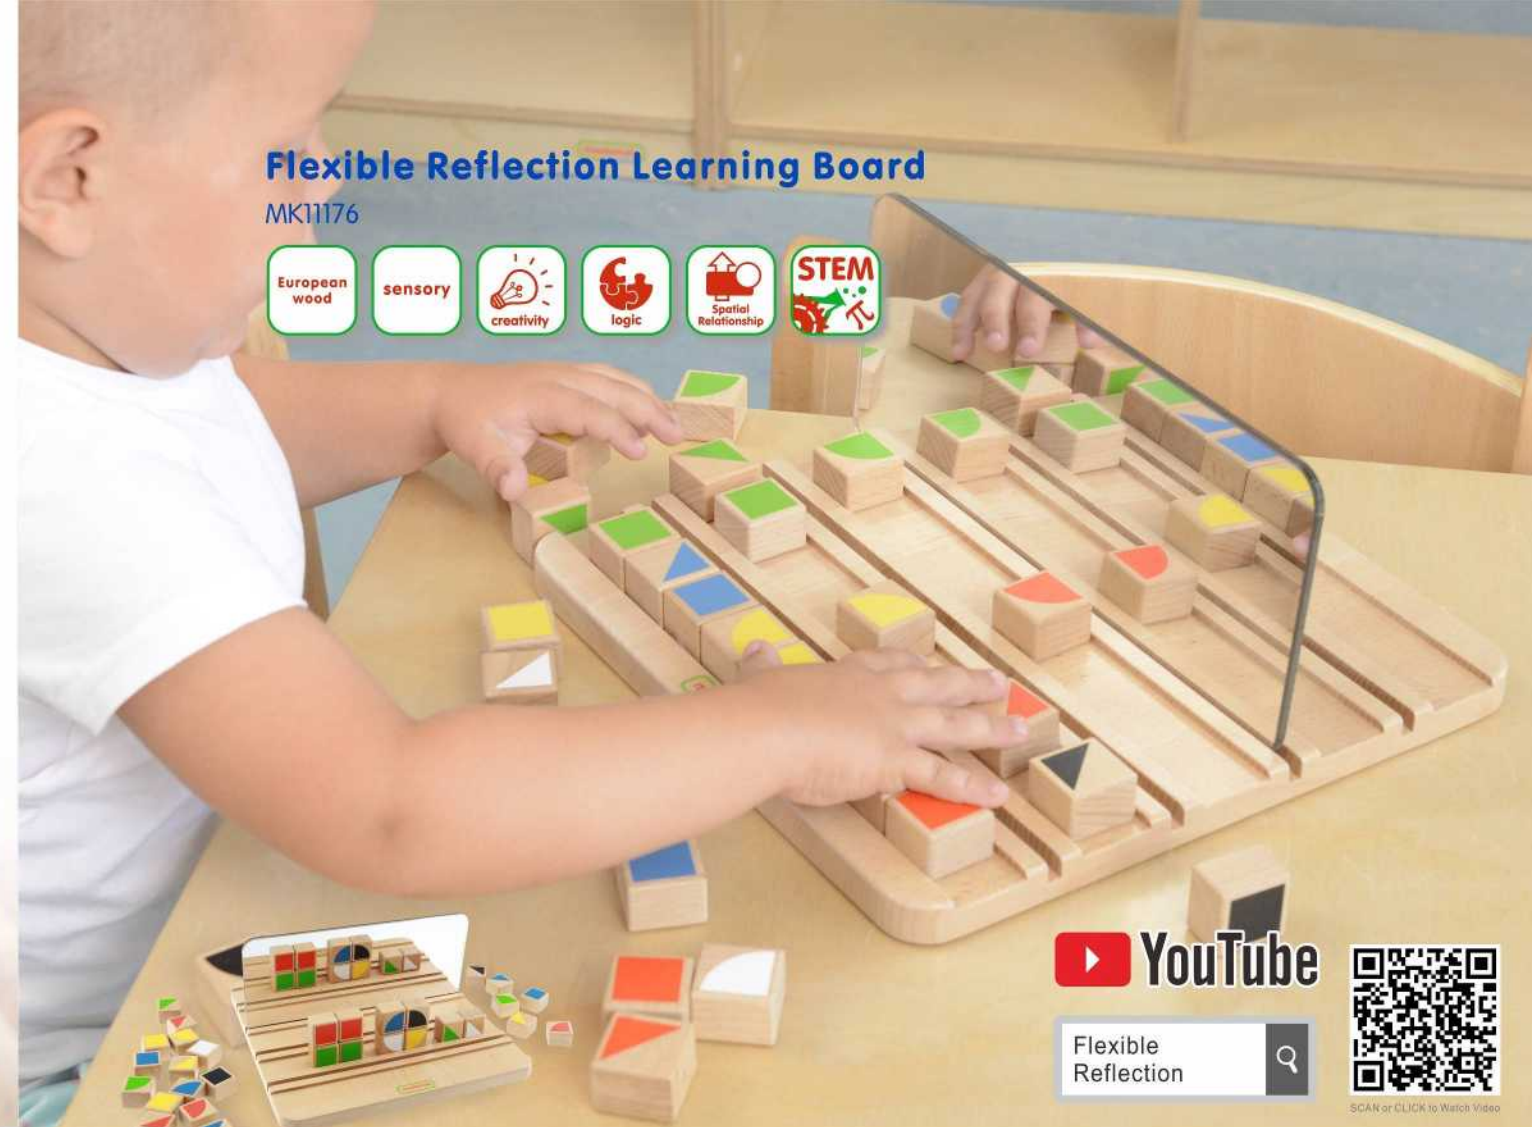 Flexible Reflection Learning Board
MK11176
European
wood
sensory
creativity
logic
Spatial
Relationship
STEM
π
YouTube
Flexible
Reflection
SCAN or CLICK to Watch Video